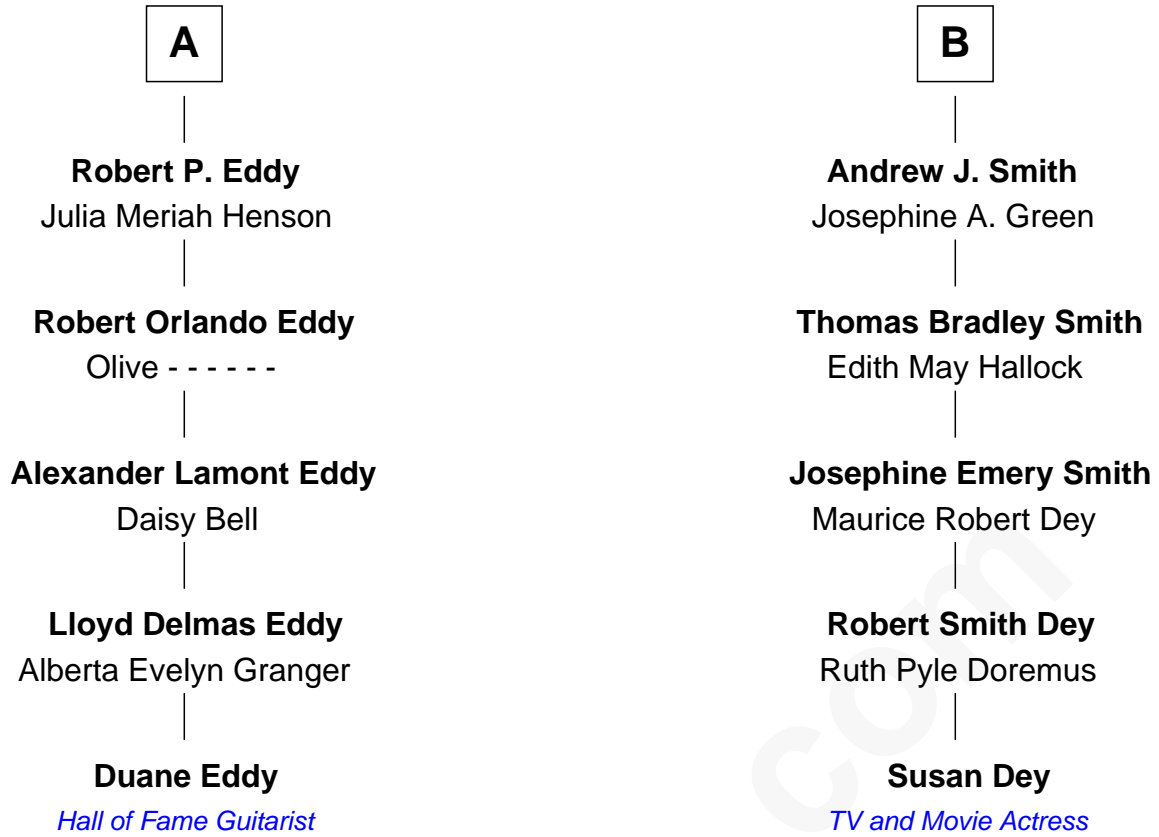 A
B
Robert P. Eddy
Julia Meriah Henson
Andrew J. Smith
Josephine A. Green
Robert Orlando Eddy
Olive - - - - - -
Thomas Bradley Smith
Edith May Hallock
Alexander Lamont Eddy
Daisy Bell
Josephine Emery Smith
Maurice Robert Dey
Lloyd Delmas Eddy
Alberta Evelyn Granger
Robert Smith Dey
Ruth Pyle Doremus
Duane Eddy
Hall of Fame Guitarist
Susan Dey
TV and Movie Actress
com